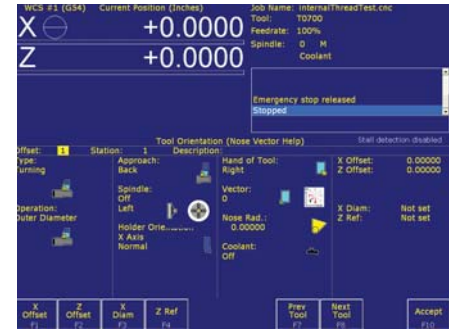 WCS #1 (G54) Current Position (Inches)
X +0.0000
Z +0.0000
Job Name: InternalThreadTest.cnc
Tool: T0700
Feedrate: 100%
Spindle: 0 M
Coolant
Emergency stop released
Stopped
Tool Orientation (Nose Vector Help)
Stall detection disabled
Offset: 1 Station: 1 Description:
Type:
Turning
Operation:
Outer Diameter
Approach:
Back
Spindle:
Off
Left
Holder Orie
X Axis
Normal
Hand of Tool:
Right
Vector:
0
Nose Rad.:
0.00000
Coolant:
Off
X Offset: 0.00000
Z Offset: 0.00000
X Diam: Not set
Z Ref: Not set
X Offset F1
Z Offset F2
X Diam F3
Z Ref F4
Prev Tool F7
Next Tool F8
Accept F10